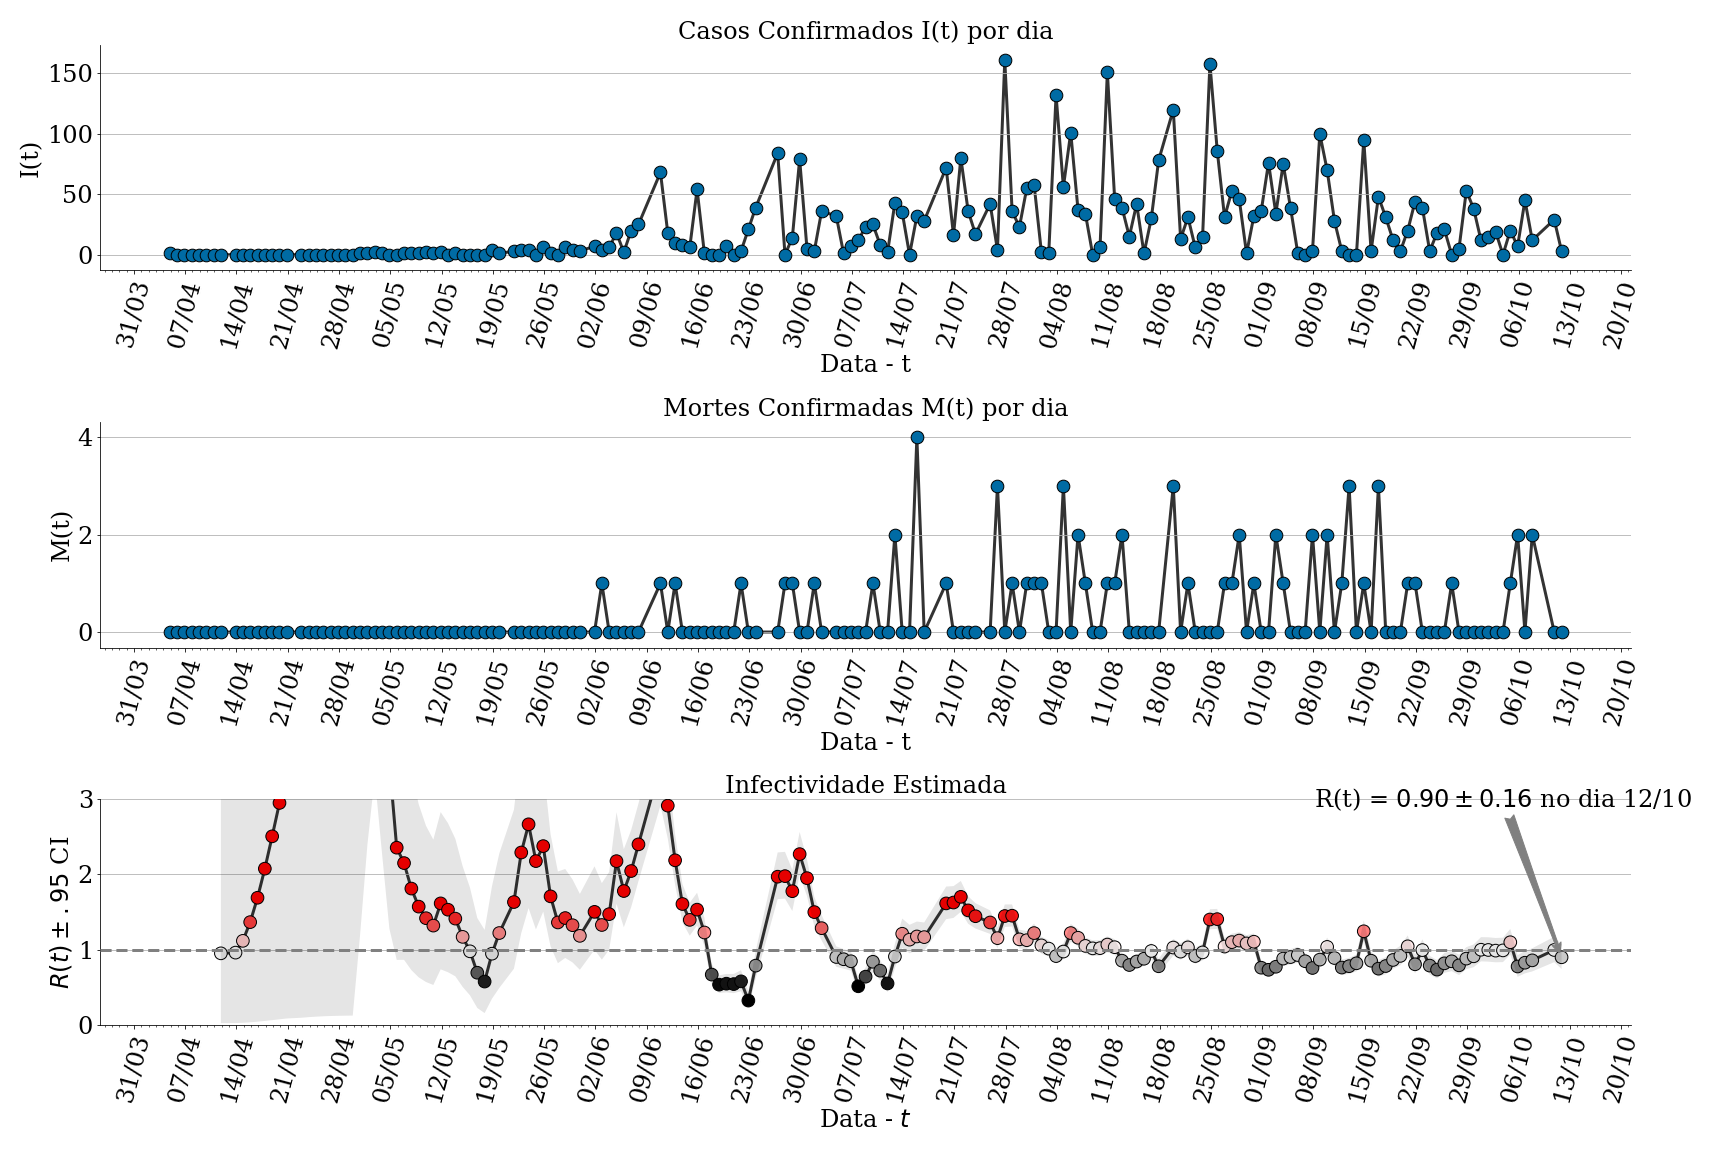 Casos Confirmados I(t) por dia
I(t)
150
100
50
0
31/03 07/04 14/04 21/04 28/04 05/05 12/05 19/05 26/05 02/06 09/06 16/06 23/06 30/06 07/07 14/07 21/07 28/07 04/08 11/08 18/08 25/08 01/09 08/09 15/09 22/09 29/09 06/10 13/10 20/10
Data - t
Mortes Confirmadas M(t) por dia
M(t)
4
2
0
31/03 07/04 14/04 21/04 28/04 05/05 12/05 19/05 26/05 02/06 09/06 16/06 23/06 30/06 07/07 14/07 21/07 28/07 04/08 11/08 18/08 25/08 01/09 08/09 15/09 22/09 29/09 06/10 13/10 20/10
Data - t
Infectividade Estimada
R(t) = 0.90 ± 0.16 no dia 12/10
R(t) ± .95 CI
3
2
1
0
31/03 07/04 14/04 21/04 28/04 05/05 12/05 19/05 26/05 02/06 09/06 16/06 23/06 30/06 07/07 14/07 21/07 28/07 04/08 11/08 18/08 25/08 01/09 08/09 15/09 22/09 29/09 06/10 13/10 20/10
Data - t